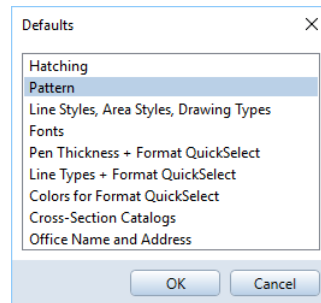 Defaults
Hatching
Pattern
Line Styles, Area Styles, Drawing Types
Fonts
Pen Thickness + Format QuickSelect
Line Types + Format QuickSelect
Colors for Format QuickSelect
Cross-Section Catalogs
Office Name and Address
OK Cancel